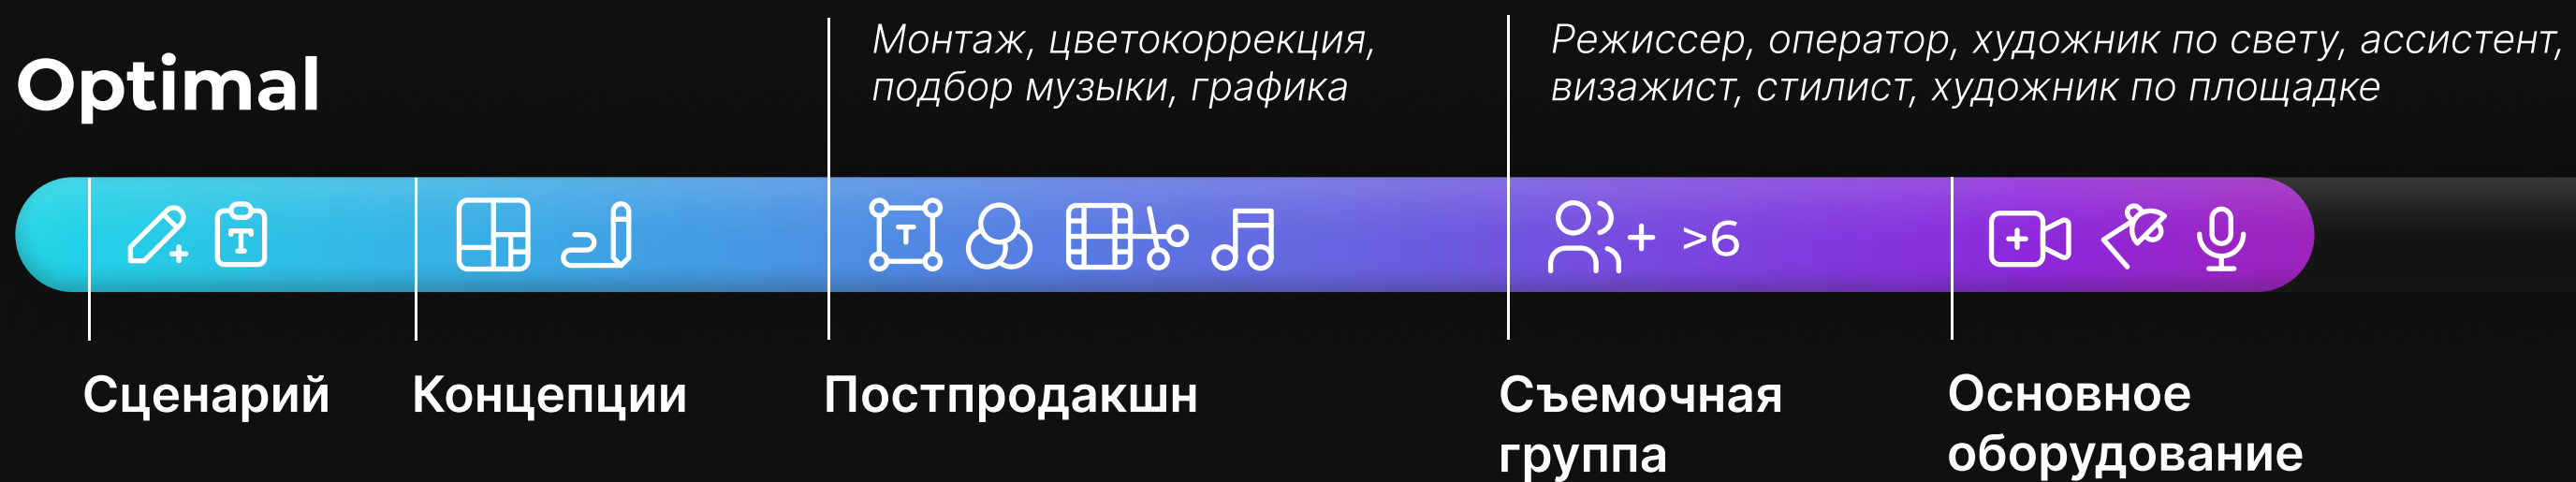 Optimal
Монтаж, цветокоррекция,
подбор музыки, графика
Режиссер, оператор, художник по свету, ассистент,
визажист, стилист, художник по площадке
T
T
>6
Сценарий
Концепции
Постпродакшн
Съемочная
группа
Основное
оборудование